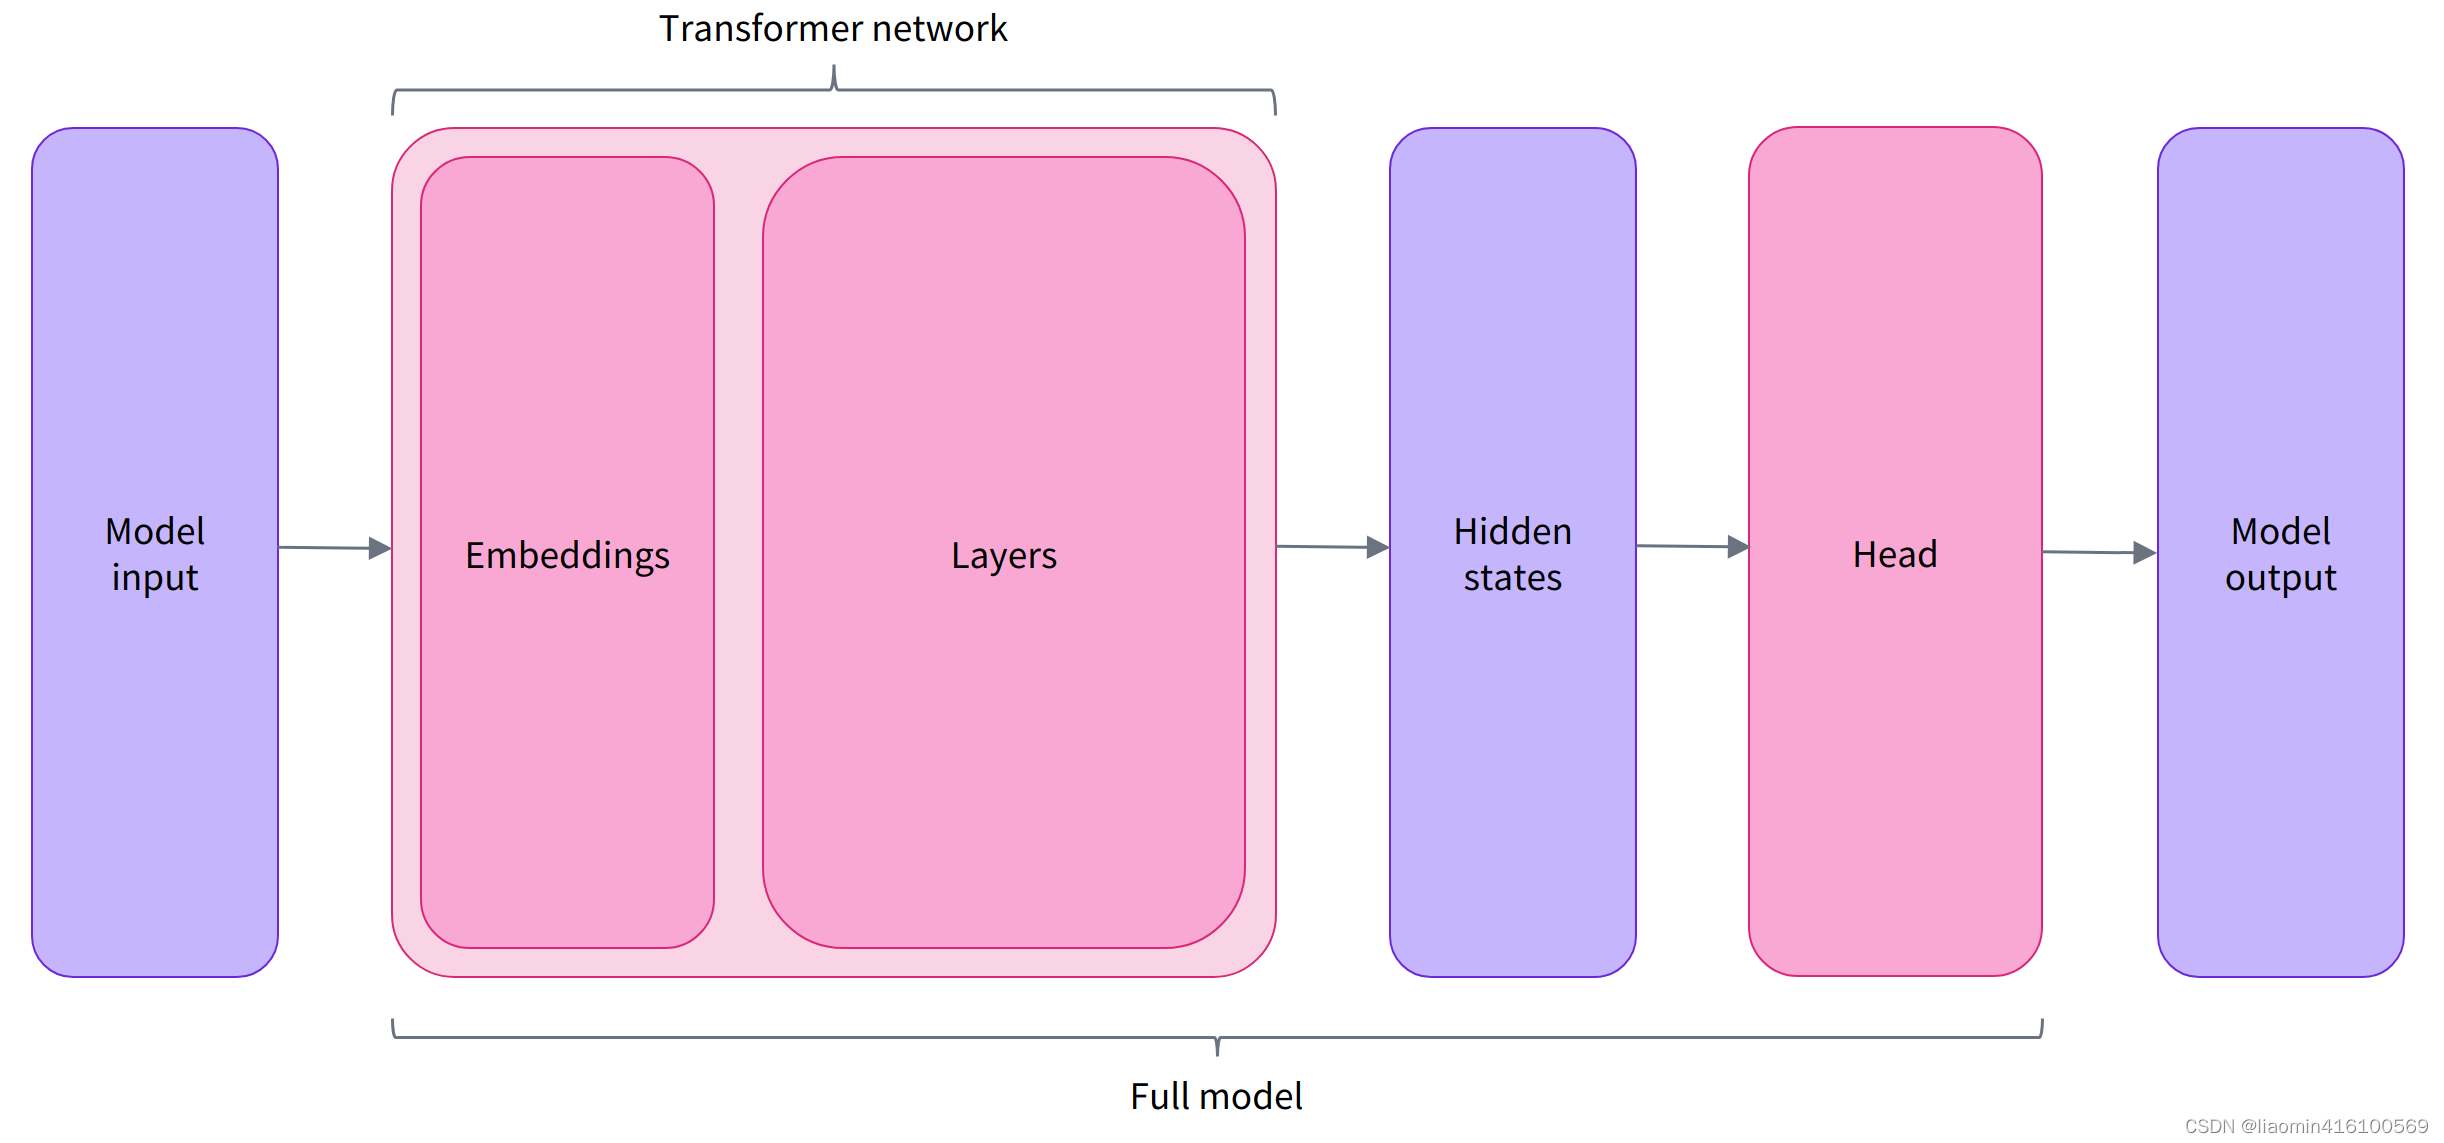 Transformer network
Model
input
Embeddings
Layers
Hidden
states
Head
Model
output
Full model
CSDN @liaomin416100569